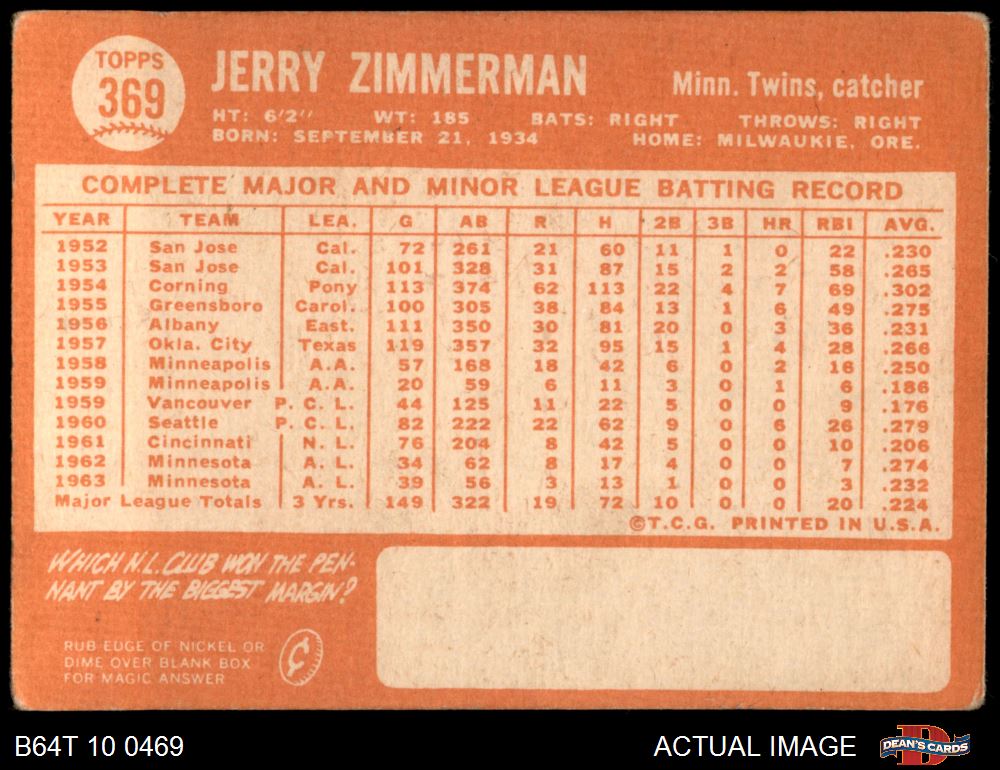 TOPPS
369
JERRY ZIMMERMAN
Minn. Twins, catcher
HT: 6'2" WT: 185 BATS: RIGHT THROWS: RIGHT
BORN: SEPTEMBER 21, 1934 HOME: MILWAUKIE, ORE.
COMPLETE MAJOR AND MINOR LEAGUE BATTING RECORD
YEAR TEAM LEA. G AB R H 2B 3B HR RBI AVG.
1952 San Jose Cal. 72 261 21 60 11 1 0 22 .230
1953 San Jose Cal. 101 328 31 87 15 2 2 58 .265
1954 Corning Pony 113 374 62 113 22 4 7 69 .302
1955 Greensboro Carol. 100 305 38 84 13 1 6 49 .275
1956 Albany East. 111 350 30 81 20 0 3 36 .231
1957 Okla. City Texas 119 357 32 95 15 1 4 28 .266
1958 Minneapolis A.A. 57 168 18 42 6 0 2 16 .250
1959 Minneapolis A.A. 20 59 6 11 3 0 1 6 .186
1959 Vancouver P. C. L. 44 125 11 22 5 0 0 9 .176
1960 Seattle P. C. L. 82 222 22 62 9 0 6 26 .279
1961 Cincinnati N. L. 76 204 8 42 5 0 0 10 .206
1962 Minnesota A. L. 34 62 8 17 4 0 0 7 .274
1963 Minnesota A. L. 39 56 3 13 1 0 0 3 .232
Major League Totals 3 Yrs. 149 322 19 72 10 0 0 20 .224
©T.C.G. PRINTED IN U.S.A.
WHICH N.L. CLUB WON THE PEN-
NANT BY THE BIGGEST MARGIN?
RUB EDGE OF NICKEL OR
DIME OVER BLANK BOX
FOR MAGIC ANSWER
¢
B64T 10 0469
ACTUAL IMAGE
D
DEAN'S CARDS